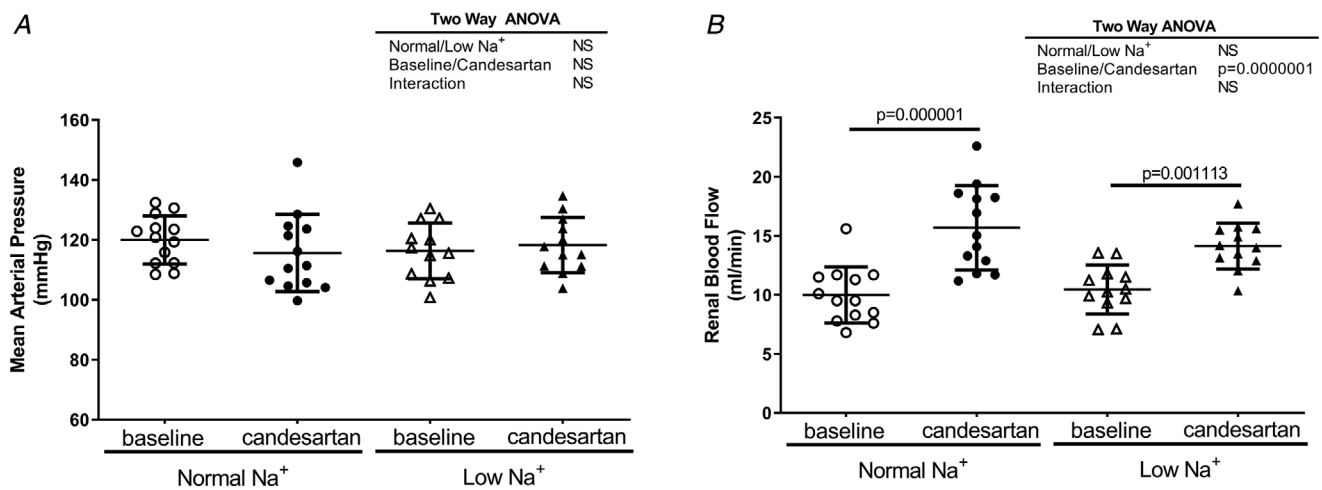 A
Two Way ANOVA
Normal/Low Na+ NS
Baseline/Candesartan NS
Interaction NS
Mean Arterial Pressure
(mmHg)
160
140
120
100
80
60
baseline candesartan baseline candesartan
Normal Na+ Low Na+
B
Two Way ANOVA
Normal/Low Na+ NS
Baseline/Candesartan p=0.0000001
Interaction NS
Renal Blood Flow
(ml/min)
25
20
15
10
5
0
p=0.000001
p=0.001113
baseline candesartan baseline candesartan
Normal Na+ Low Na+